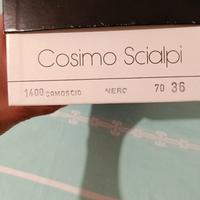 Cosimo Scialpi
1400 CAMOSCIO NERO 70 36